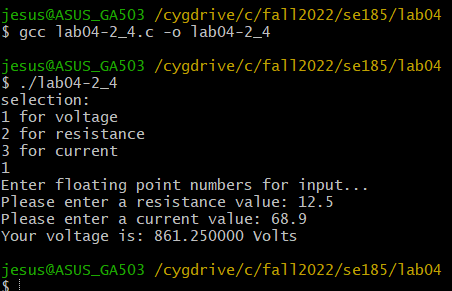 jesus@ASUS_GA503 /cygdrive/c/fall2022/se185/lab04
$ gcc lab04-2_4.c -o lab04-2_4
jesus@ASUS_GA503 /cygdrive/c/fall2022/se185/lab04
$ ./lab04-2_4
selection:
1 for voltage
2 for resistance
3 for current
1
Enter floating point numbers for input...
Please enter a resistance value: 12.5
Please enter a current value: 68.9
Your voltage is: 861.250000 Volts
jesus@ASUS_GA503 /cygdrive/c/fall2022/se185/lab04
$